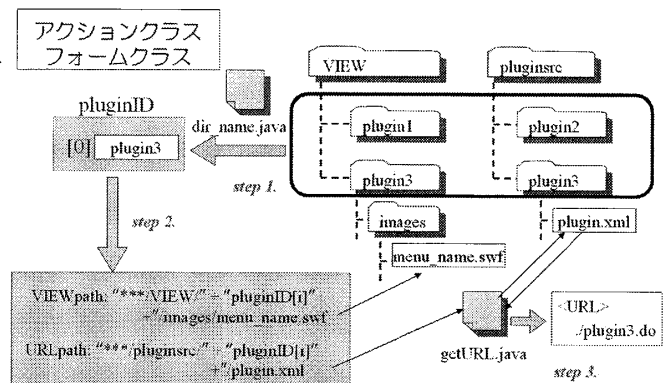 アクションクラス
フォームクラス
pluginID
[0] plugin3
dir_name.java
step 1.
VIEW
plugin1
plugin3
images
menu_name.swf
pluginsrc
plugin2
plugin3
plugin.xml
step 2.
VIEWpath: "***/VIEW/" + "pluginID[i]"
+"/images/menu_name.swf
URLpath: "***/pluginsrc/" + "pluginID[i]"
+"/plugin.xml
getURL.java
<URL>
./plugin3.do
step 3.